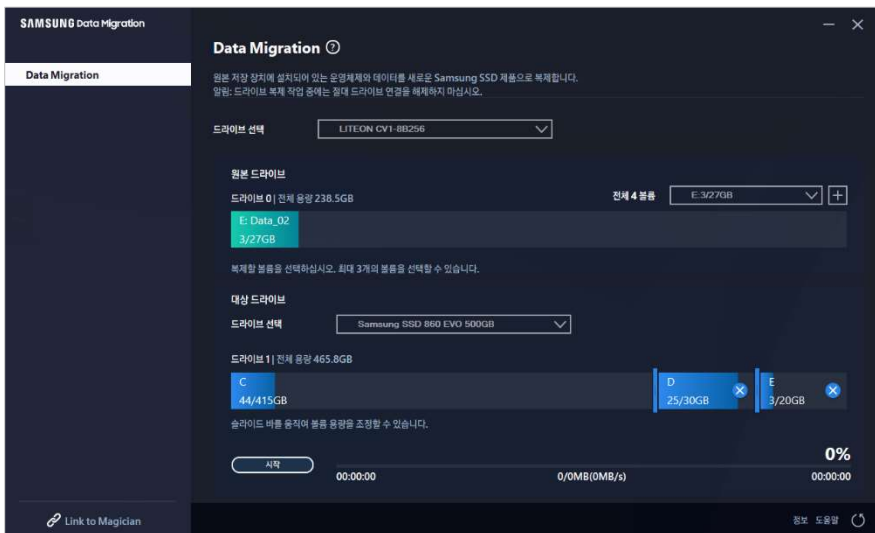 SAMSUNG Data Migration
Data Migration
Data Migration ?
원본 저장 장치에 설치되어 있는 운영체제와 데이터를 새로운 Samsung SSD 제품으로 복제합니다.
알림: 드라이브 복제 작업 중에는 절대 드라이브 연결을 해제하지 마십시오.
드라이브 선택
LITEON CV1-8B256
원본 드라이브
드라이브 0 | 전체 용량 238.5GB
전체 4 볼륨
E:3/27GB
E: Data_02
3/27GB
복제할 볼륨을 선택하십시오. 최대 3개의 볼륨을 선택할 수 있습니다.
대상 드라이브
드라이브 선택
Samsung SSD 860 EVO 500GB
드라이브 1 | 전체 용량 465.8GB
C
44/415GB
D
25/30GB
E
3/20GB
슬라이드 바를 움직여 볼륨 용량을 조정할 수 있습니다.
시작
0%
00:00:00
0/0MB(0MB/s)
00:00:00
Link to Magician
정보 도움말